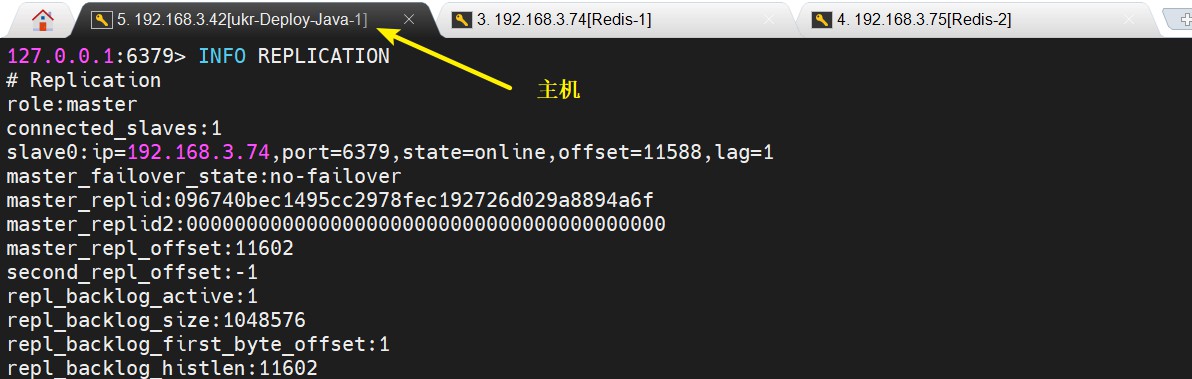 5. 192.168.3.42[ukr-Deploy-Java-1]
3. 192.168.3.74[Redis-1]
4. 192.168.3.75[Redis-2]
127.0.0.1:6379> INFO REPLICATION
主机
# Replication
role:master
connected_slaves:1
slave0:ip=192.168.3.74,port=6379,state=online,offset=11588,lag=1
master_failover_state:no-failover
master_replid:096740bec1495cc2978fec192726d029a8894a6f
master_replid2:0000000000000000000000000000000000000000
master_repl_offset:11602
second_repl_offset:-1
repl_backlog_active:1
repl_backlog_size:1048576
repl_backlog_first_byte_offset:1
repl_backlog_histlen:11602